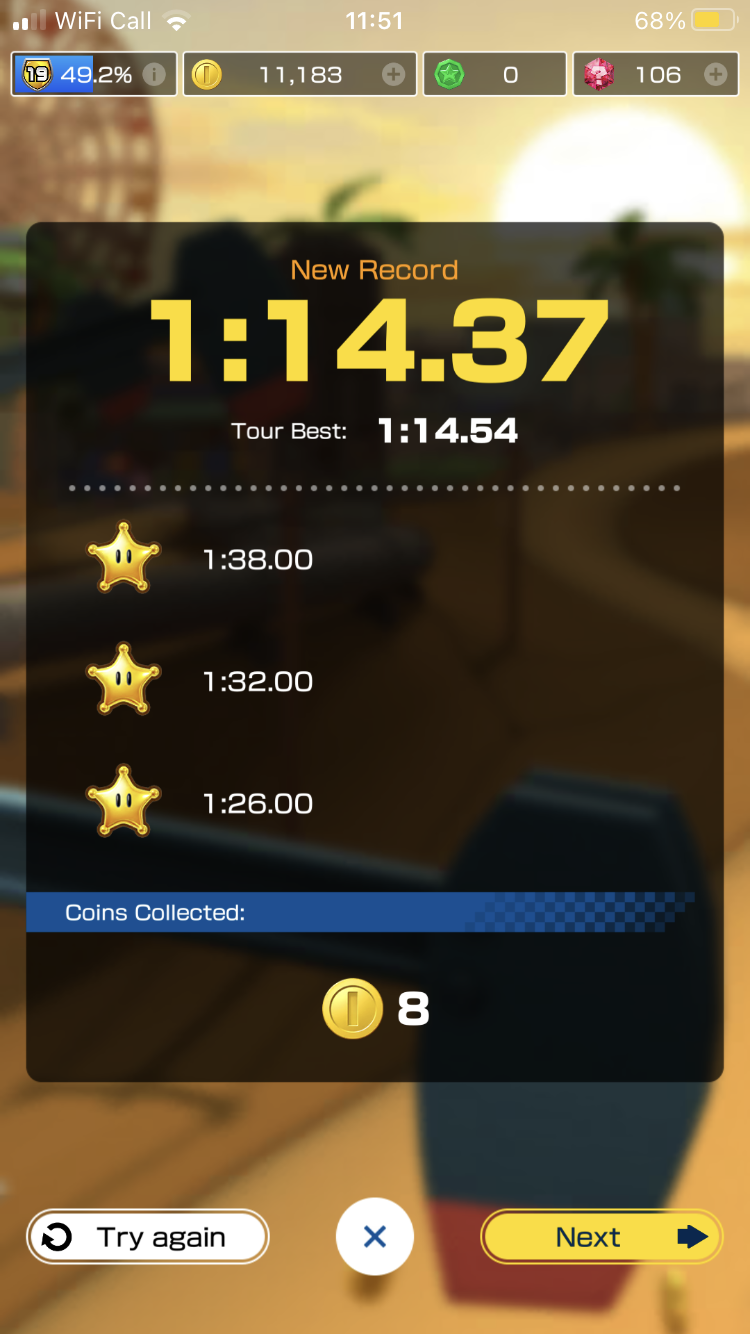 WiFi Call 11:51 68%
19 49.2% i 11,183 + 0 ? 106 +
New Record
1:14.37
Tour Best: 1:14.54
1:38.00
1:32.00
1:26.00
Coins Collected:
8
Try again × Next